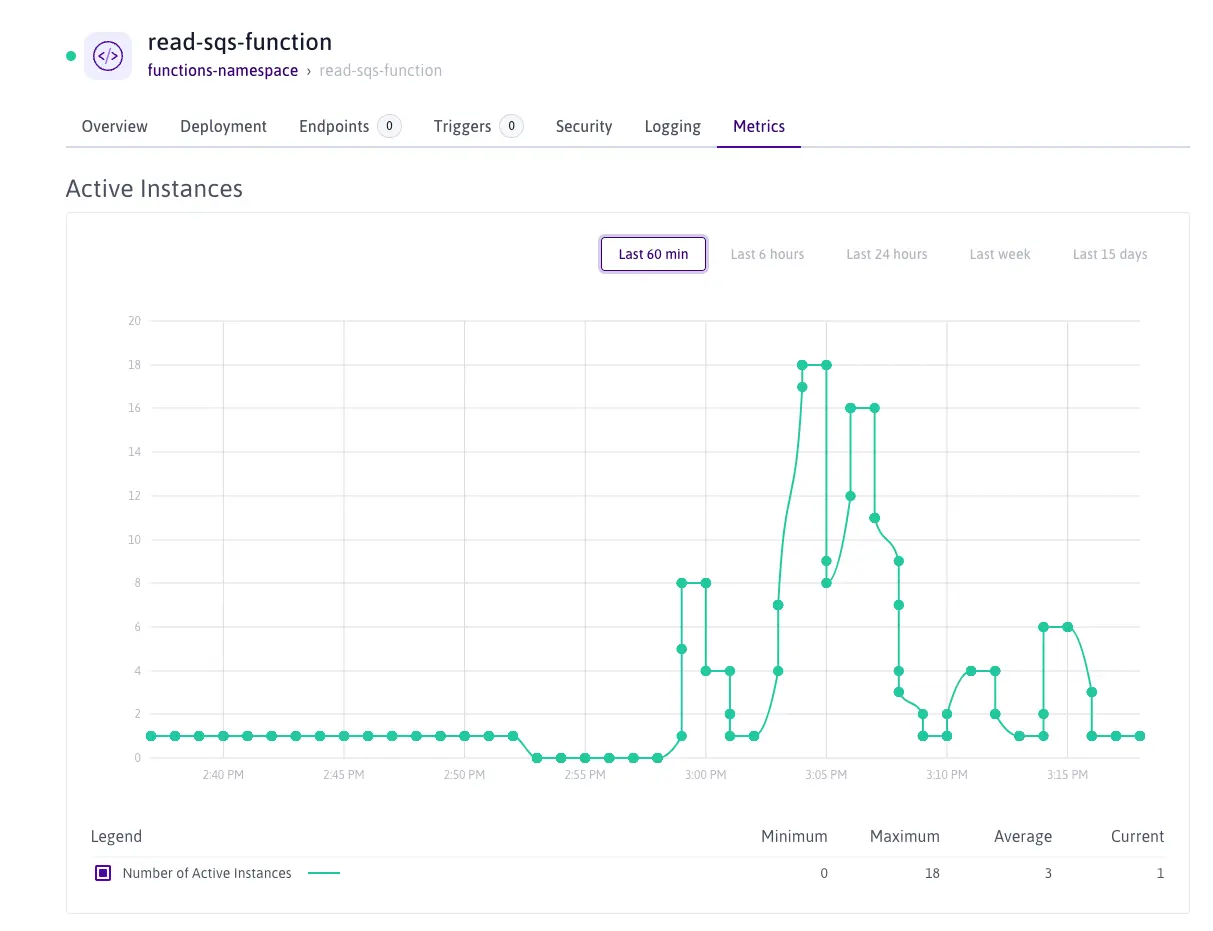 read-sqs-function
</>
functions-namespace › read-sqs-function
Overview Deployment Endpoints 0 Triggers 0 Security Logging Metrics
Active Instances
Last 60 min Last 6 hours Last 24 hours Last week Last 15 days
20
18
16
14
12
10
8
6
4
2
0
2:40 PM 2:45 PM 2:50 PM 2:55 PM 3:00 PM 3:05 PM 3:10 PM 3:15 PM
Legend Minimum Maximum Average Current
Number of Active Instances 0 18 3 1